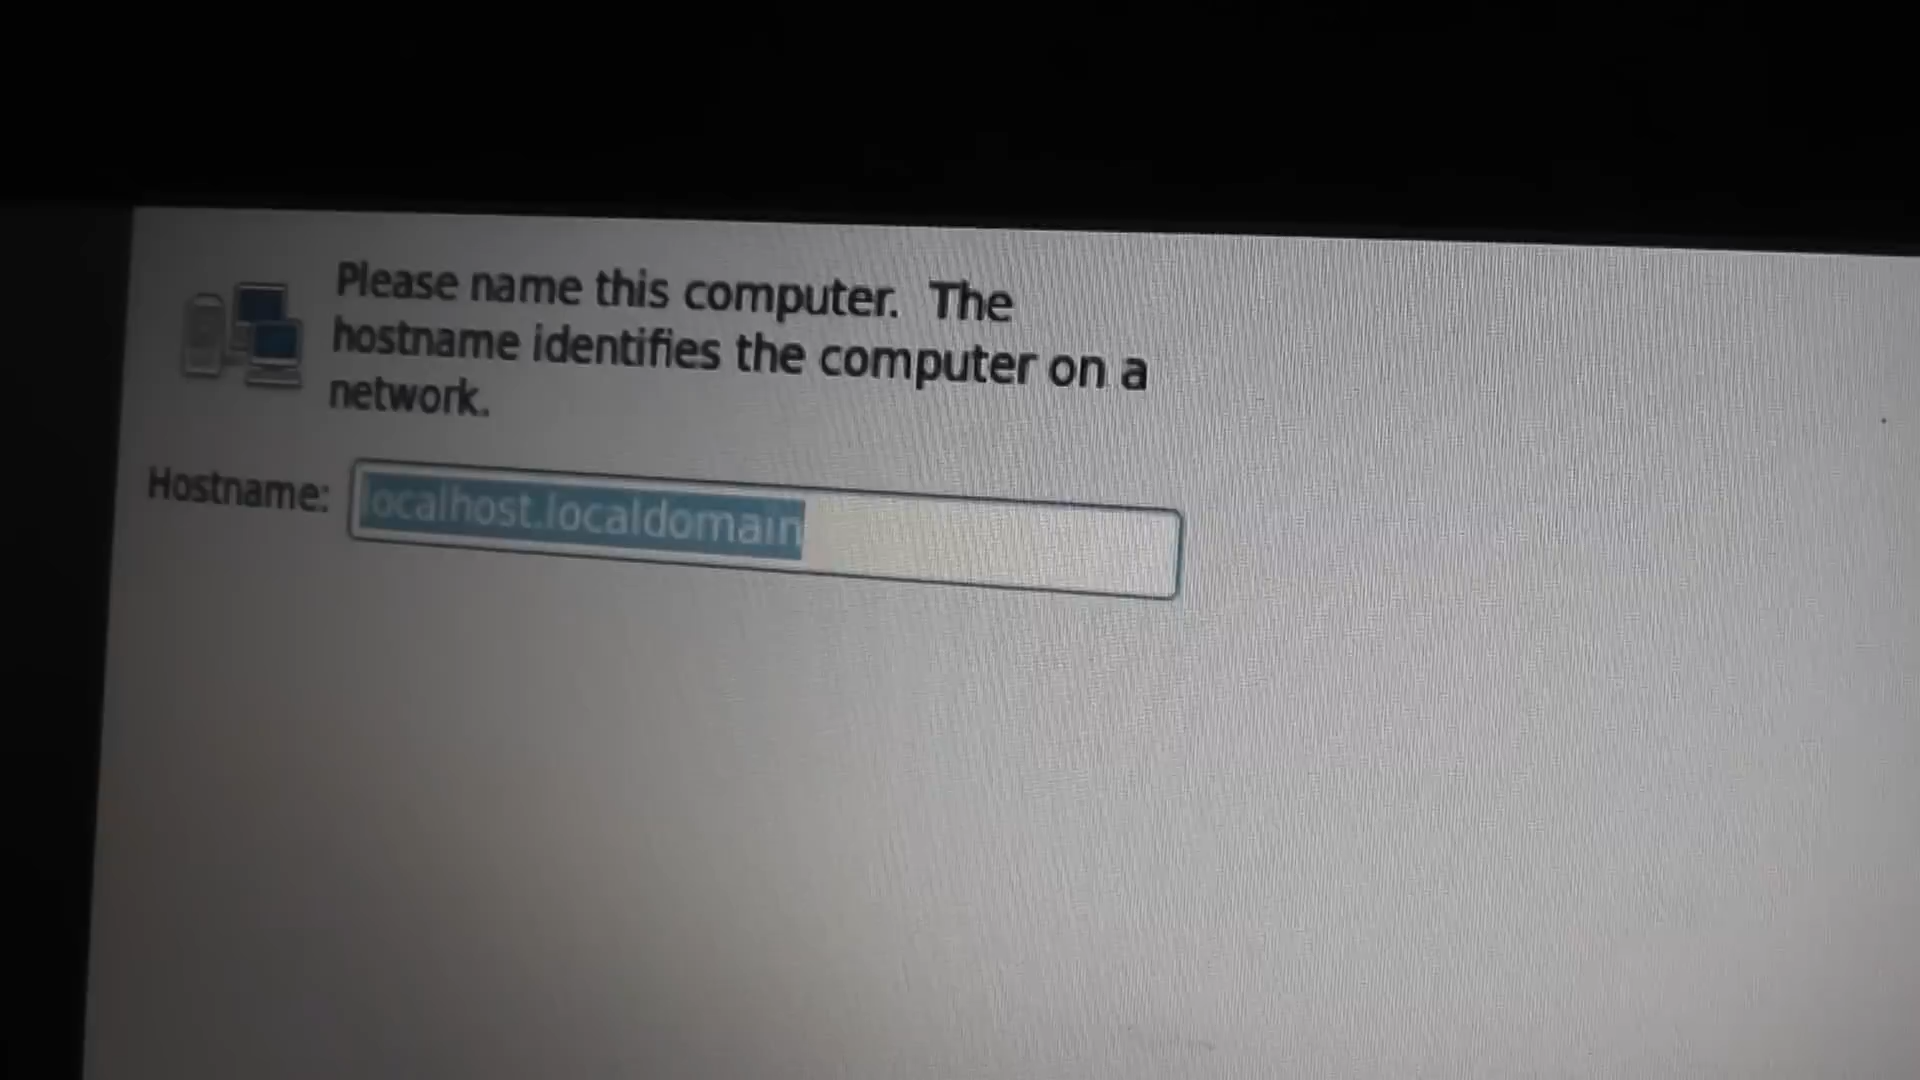 Please name this computer. The
hostname identifies the computer on a
network.
Hostname: localhost.localdomain